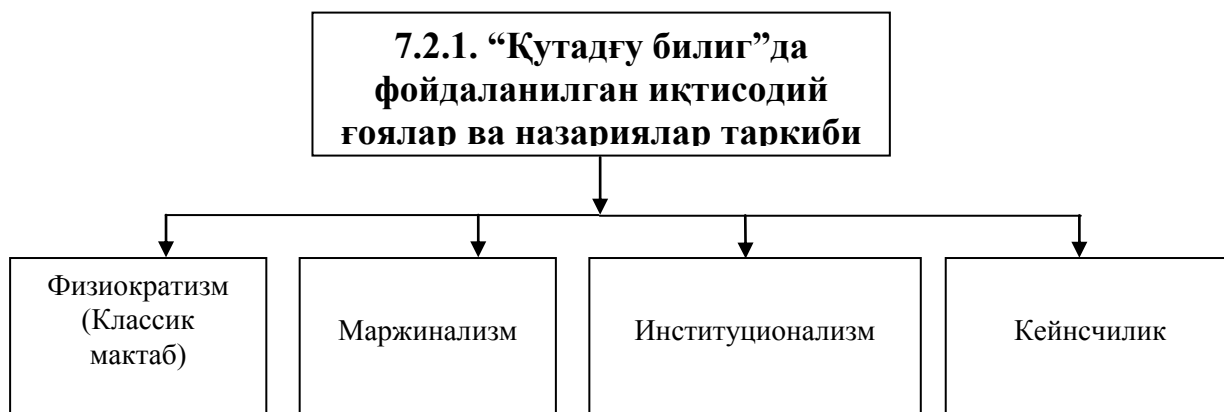 7.2.1. “Қутадғу билиг”да
фойдаланилган иқтисодий
ғоялар ва назариялар таркиби
Физиократизм
(Классик
мактаб)
Маржинализм
Институционализм
Кейнсчилик